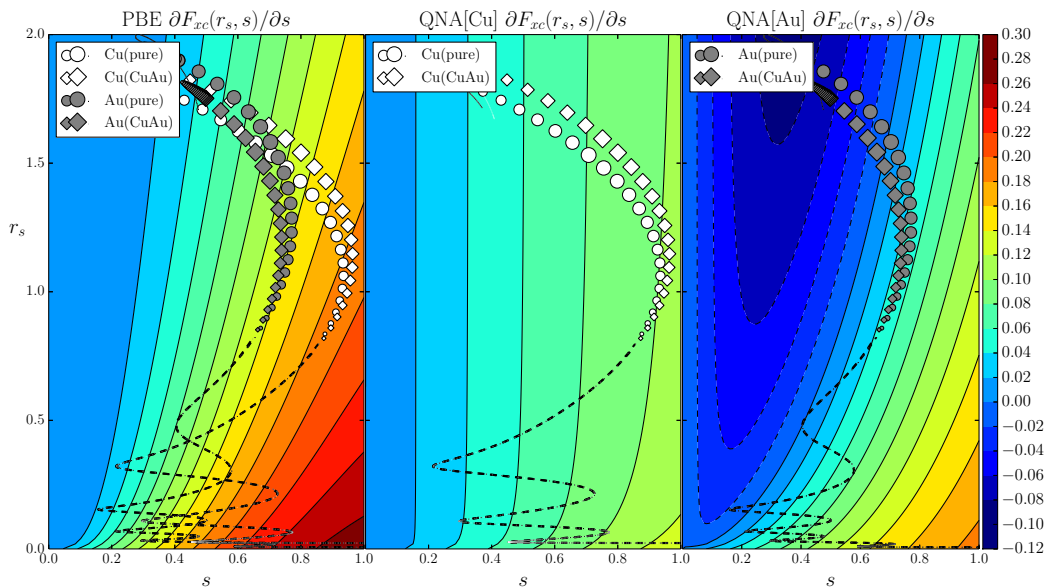 PBE ∂F_xc(r_s, s)/∂s
QNA[Cu] ∂F_xc(r_s, s)/∂s
QNA[Au] ∂F_xc(r_s, s)/∂s
Cu(pure)
Cu(CuAu)
Au(pure)
Au(CuAu)
Cu(pure)
Cu(CuAu)
Au(pure)
Au(CuAu)
2.0
1.5
r_s
1.0
0.5
0.0
0.0 0.2 0.4 0.6 0.8 1.0
0.2 0.4 0.6 0.8 1.0
0.2 0.4 0.6 0.8 1.0
s
s
s
0.30
0.28
0.26
0.24
0.22
0.20
0.18
0.16
0.14
0.12
0.10
0.08
0.06
0.04
0.02
0.00
−0.02
−0.04
−0.06
−0.08
−0.10
−0.12